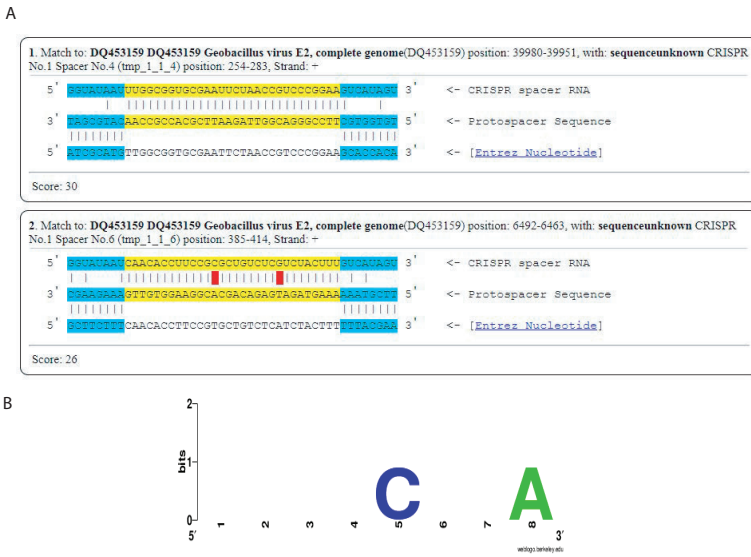 A
1. Match to: DQ453159 DQ453159 Geobacillus virus E2, complete genome(DQ453159) position: 39980-39951, with: sequenceunknown CRISPR
No.1 Spacer No.4 (tmp_1_1_4) position: 254-283, Strand: +
5' GGUAUAAUUUGGCGGUGCGAAUUCUAACCGUCCCGGAAGUCAUAGU 3' <- CRISPR spacer RNA
3' TAGCGTACAACCGCCACGCTTAAGATTGGCAGGGCCTTCGTGGTGT 5' <- Protospacer Sequence
5' ATCGCATGTTGGCGGTGCGAATTCTAACCGTCCCGGAAGCACCACA 3' <- [Entrez Nucleotide]
Score: 30
2. Match to: DQ453159 DQ453159 Geobacillus virus E2, complete genome(DQ453159) position: 6492-6463, with: sequenceunknown CRISPR
No.1 Spacer No.6 (tmp_1_1_6) position: 385-414, Strand: +
5' GGUAUAAUCAACACCUUCCGCGCUGUCUCGUCUACUUUGUCAUAGU 3' <- CRISPR spacer RNA
3' CGAAGAAAGTTGTGGAAGGCACGACAGAGTAGATGAAAAAATGCTT 5' <- Protospacer Sequence
5' GCTTCTTTCAACACCTTCCGTGCTGTCTCATCTACTTTTTTACGAA 3' <- [Entrez Nucleotide]
Score: 26
B
2
bits
1
0
C A
5' 1 2 3 4 5 6 7 8 3'
weblogo.berkeley.edu